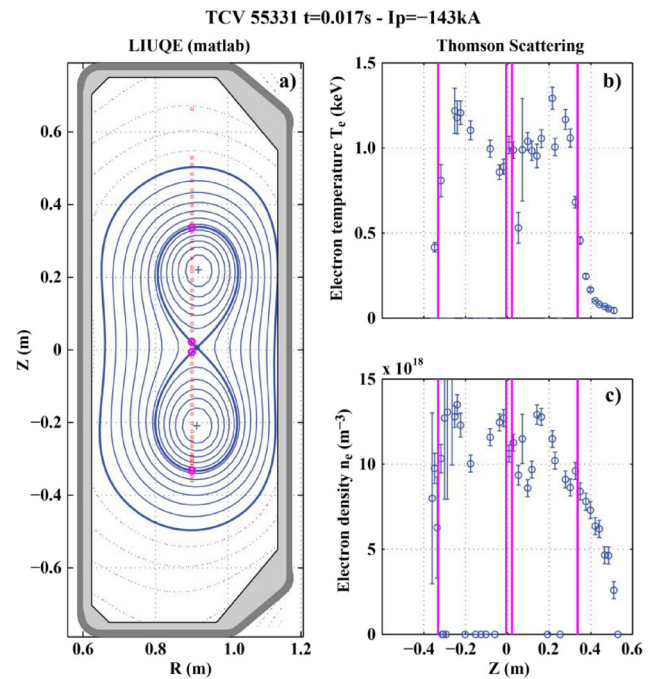 TCV 55331 t=0.017s - Ip=−143kA
LIUQE (matlab)
a)
Z (m)
0.6
0.4
0.2
0
−0.2
−0.4
−0.6
0.6 0.8 1.0 1.2
R (m)
Thomson Scattering
b)
Electron temperature Te (keV)
1.5
1.0
0.5
0
x 10^18
c)
Electron density ne (m−3)
15
10
5
0
−0.4 −0.2 0 0.2 0.4 0.6
Z (m)